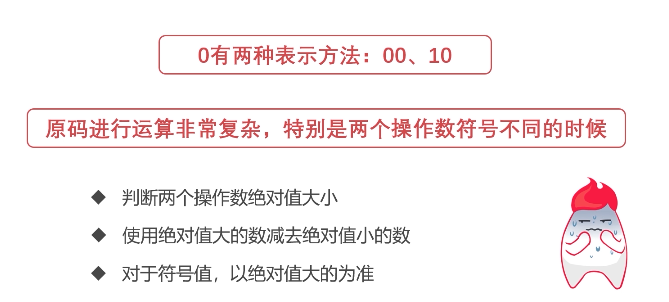 0有两种表示方法：00、10
原码进行运算非常复杂，特别是两个操作数符号不同的时候
◆ 判断两个操作数绝对值大小
◆ 使用绝对值大的数减去绝对值小的数
◆ 对于符号值，以绝对值大的为准